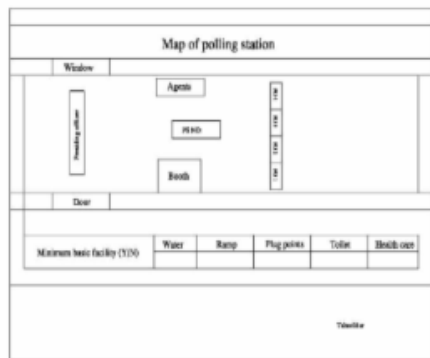 Map of polling station
Window
Agents
Presiding officer
Booth
Door
Minimum basic facility (Y/N)
Water
Ramp
Plug points
Toilet
Health care
Tahsildar